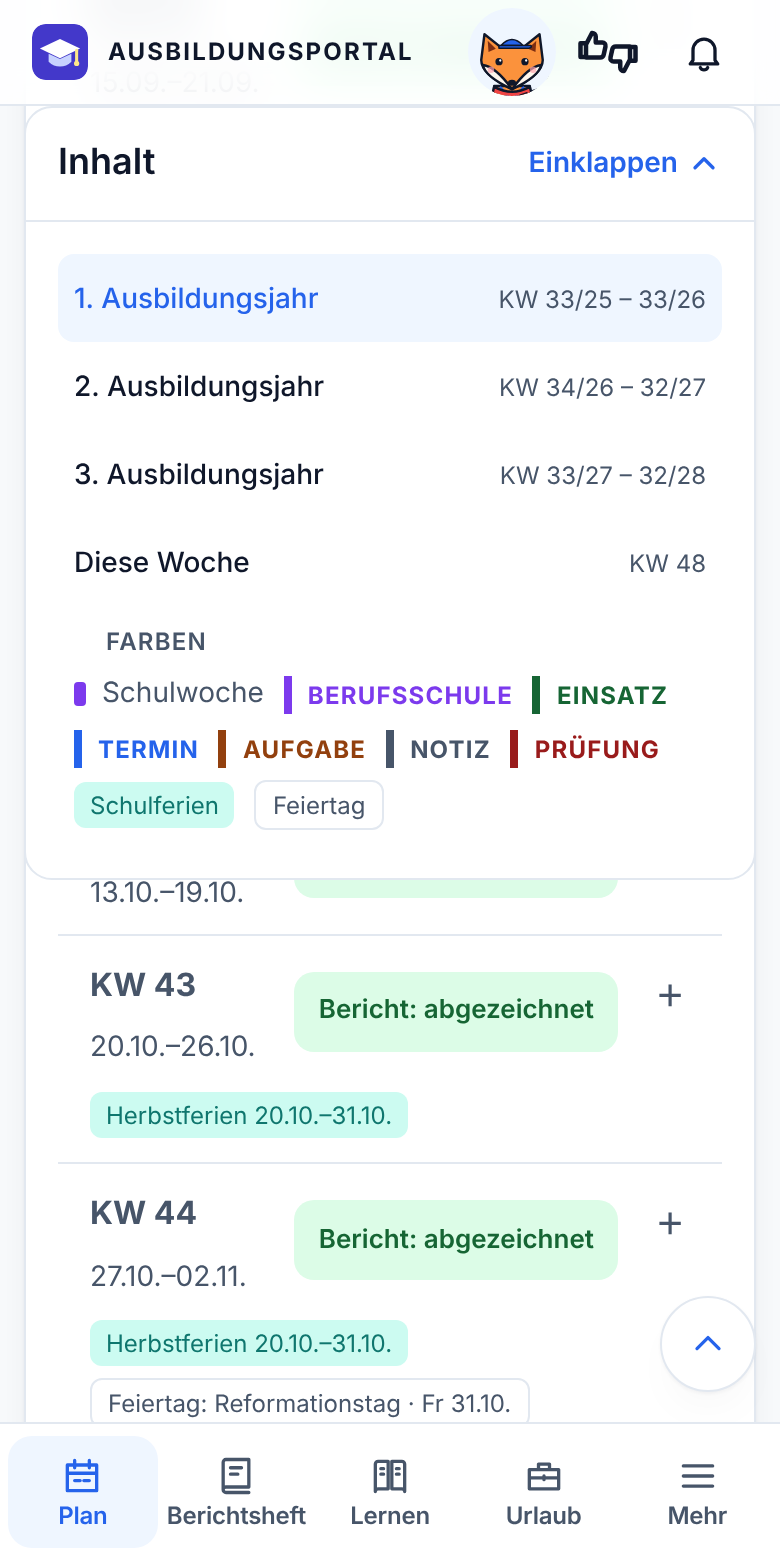 AUSBILDUNGSPORTAL
15.09.–21.09.
Inhalt
Einklappen
1. Ausbildungsjahr KW 33/25 – 33/26
2. Ausbildungsjahr KW 34/26 – 32/27
3. Ausbildungsjahr KW 33/27 – 32/28
Diese Woche KW 48
FARBEN
Schulwoche BERUFSSCHULE EINSATZ
TERMIN AUFGABE NOTIZ PRÜFUNG
Schulferien Feiertag
13.10.–19.10.
KW 43 Bericht: abgezeichnet +
20.10.–26.10.
Herbstferien 20.10.–31.10.
KW 44 Bericht: abgezeichnet +
27.10.–02.11.
Herbstferien 20.10.–31.10.
Feiertag: Reformationstag · Fr 31.10.
Plan Berichtsheft Lernen Urlaub Mehr